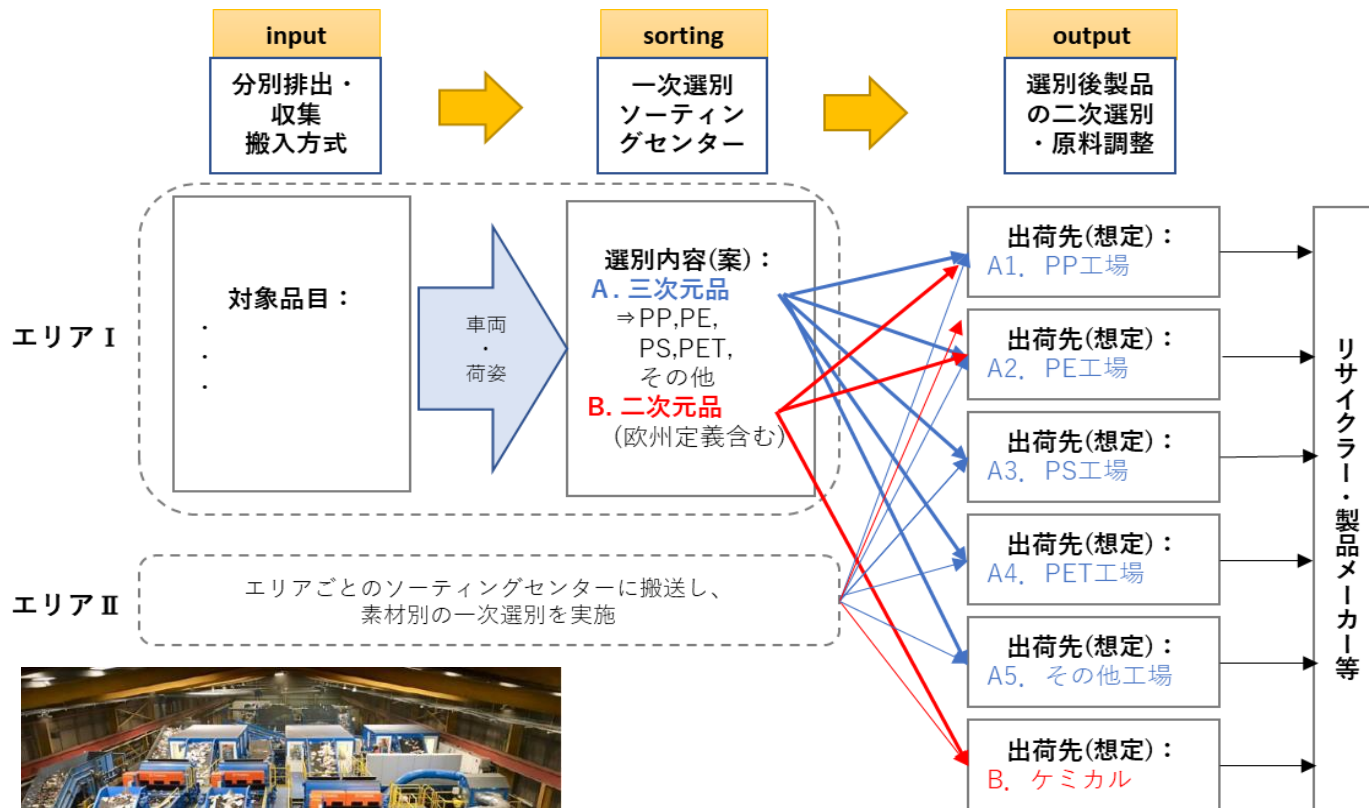 input
分別排出・
収集
搬入方式
sorting
一次選別
ソーティン
グセンター
output
選別後製品
の二次選別
・原料調整
エリアⅠ
対象品目：
・
・
・
車両
・
荷姿
選別内容(案)：
A. 三次元品
⇒PP,PE,
PS,PET,
その他
B. 二次元品
(欧州定義含む)
エリアⅡ
エリアごとのソーティングセンターに搬送し、
素材別の一次選別を実施
出荷先(想定)：
A1. PP工場
出荷先(想定)：
A2. PE工場
出荷先(想定)：
A3. PS工場
出荷先(想定)：
A4. PET工場
出荷先(想定)：
A5. その他工場
出荷先(想定)：
B. ケミカル
リサイクラー・製品メーカー等